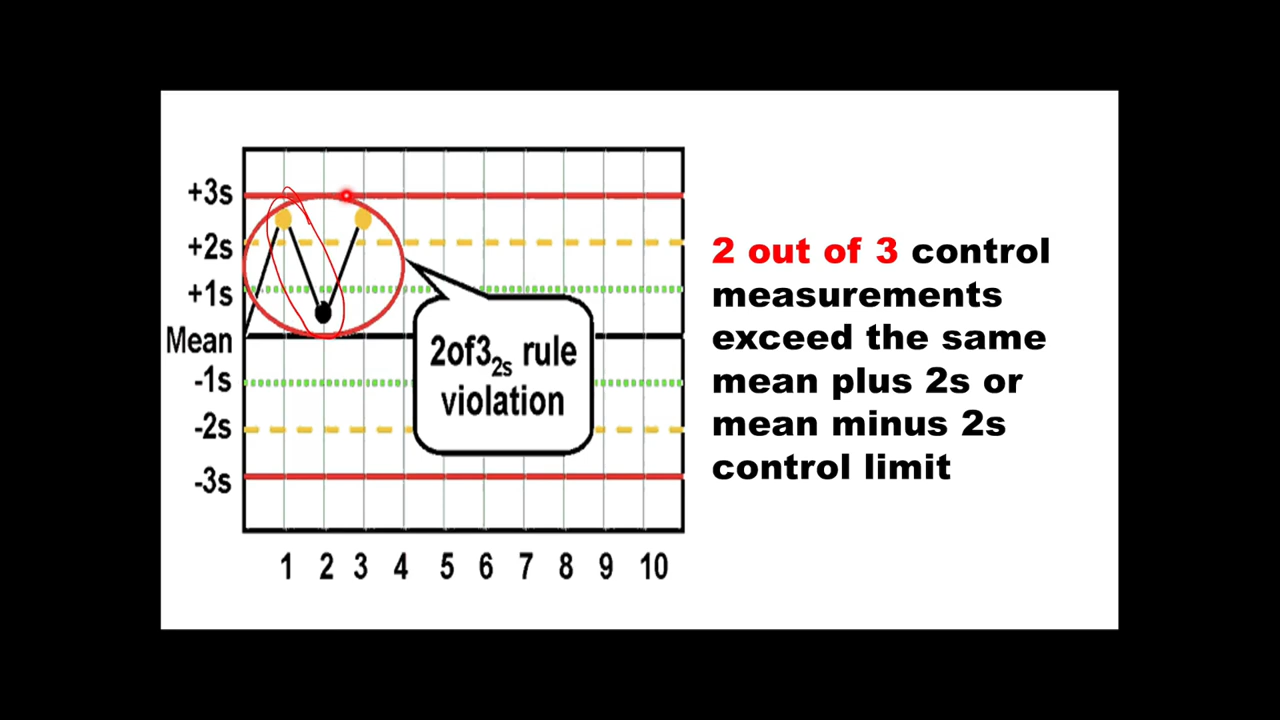 +3s
+2s
+1s
Mean
-1s
-2s
-3s
2of32s rule
violation
1 2 3 4 5 6 7 8 9 10
2 out of 3 control
measurements
exceed the same
mean plus 2s or
mean minus 2s
control limit